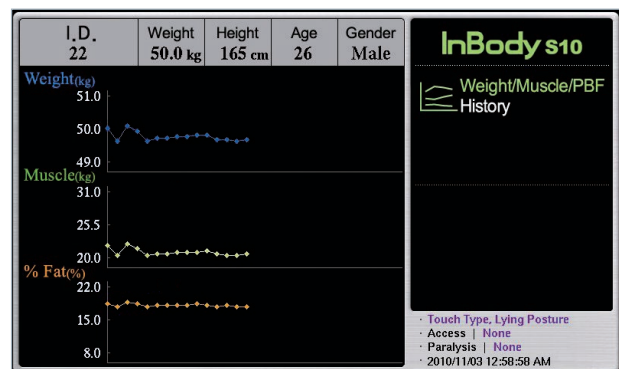 I.D. Weight Height Age Gender
22 50.0 kg 165 cm 26 Male
Weight(kg)
51.0
50.0
49.0
Muscle(kg)
31.0
25.5
20.0
% Fat(%)
22.0
15.0
8.0
InBody S10
Weight/Muscle/PBF
History
· Touch Type, Lying Posture
· Access | None
· Paralysis | None
· 2010/11/03 12:58:58 AM